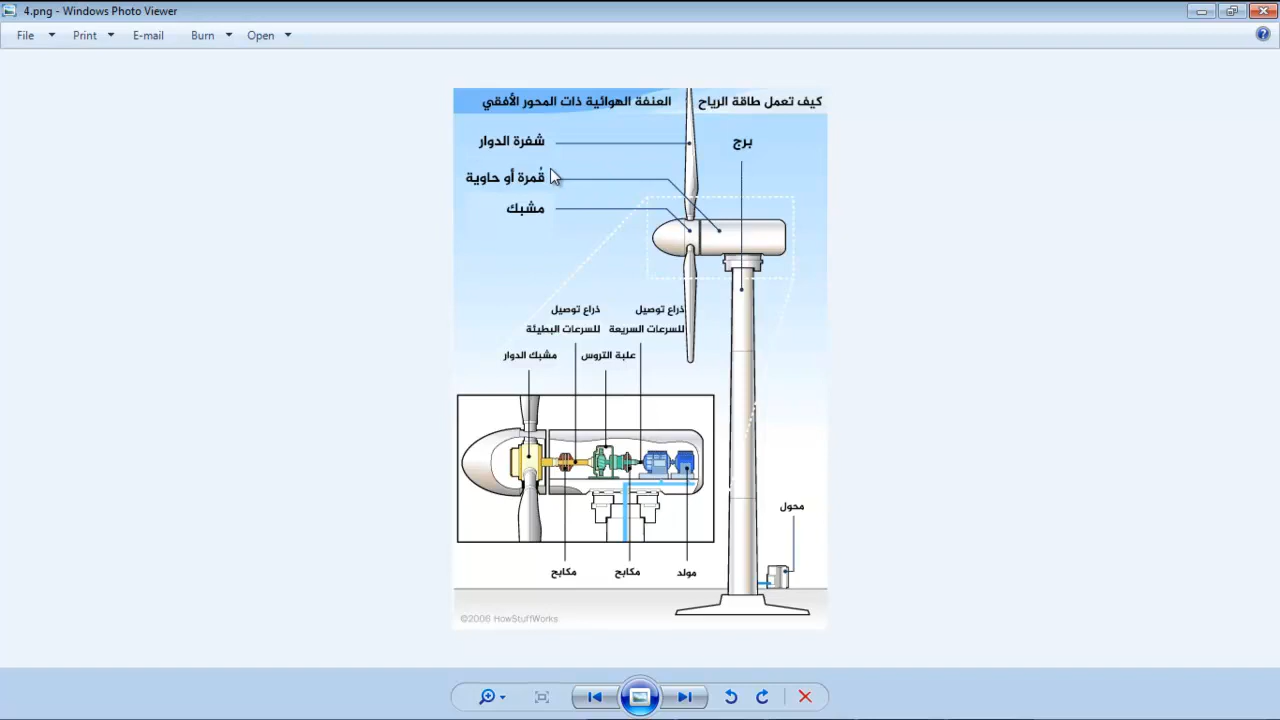 4.png - Windows Photo Viewer
File Print E-mail Burn Open
كيف تعمل طاقة الرياح
العنفة الهوائية ذات المحور الأفقي
شفرة الدوار
برج
قُمرة أو حاوية
مشبك
ذراع توصيل للسرعات السريعة
ذراع توصيل للسرعات البطيئة
علبة التروس
مشبك الدوار
محول
مولد
مكابح
مكابح
©2006 HowStuffWorks